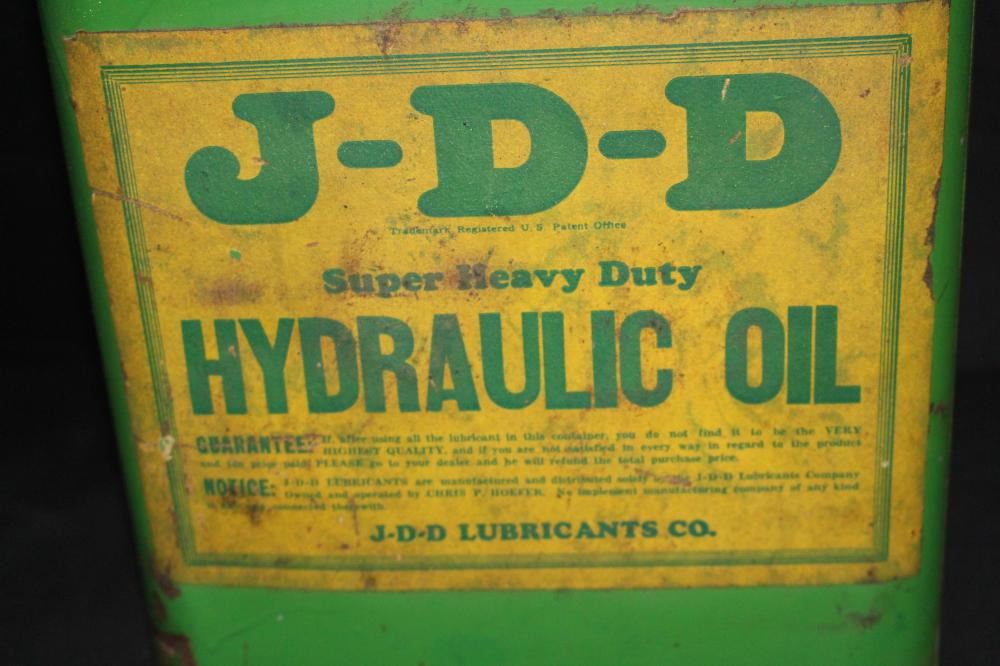 J-D-D
Trademark Registered U. S. Patent Office
Super Heavy Duty
HYDRAULIC OIL
GUARANTEE: If, after using all the lubricant in this container, you do not find it to be the VERY
HIGHEST QUALITY, and if you are not satisfied in every way in regard to the product
and the price paid, PLEASE go to your dealer and he will refund the total purchase price.
NOTICE: J-D-D LUBRICANTS are manufactured and distributed solely J-D-D Lubricants Company
Owned and operated by CHRIS P. HOEFER. No implement manufacturing company of any kind
connected therewith.
J-D-D LUBRICANTS CO.